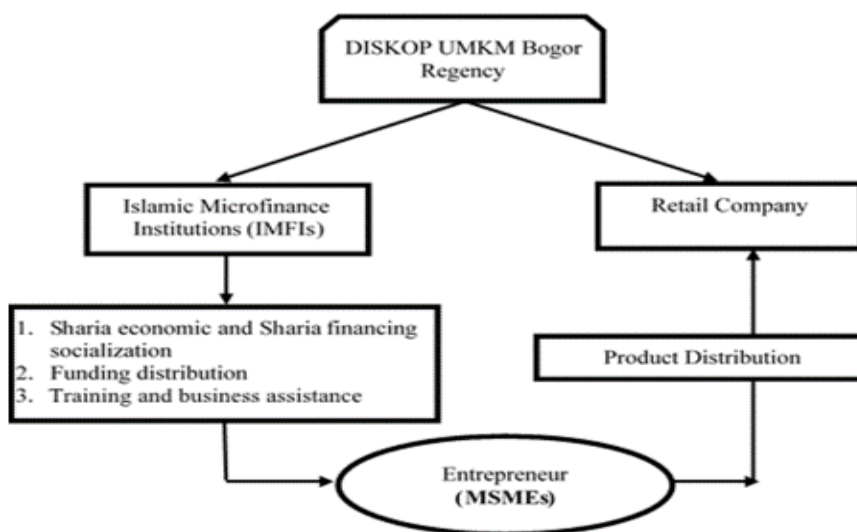 DISKOP UMKM Bogor
Regency
Islamic Microfinance
Institutions (IMFIs)
Retail Company
1. Sharia economic and Sharia financing
socialization
2. Funding distribution
3. Training and business assistance
Product Distribution
Entrepreneur
(MSMEs)